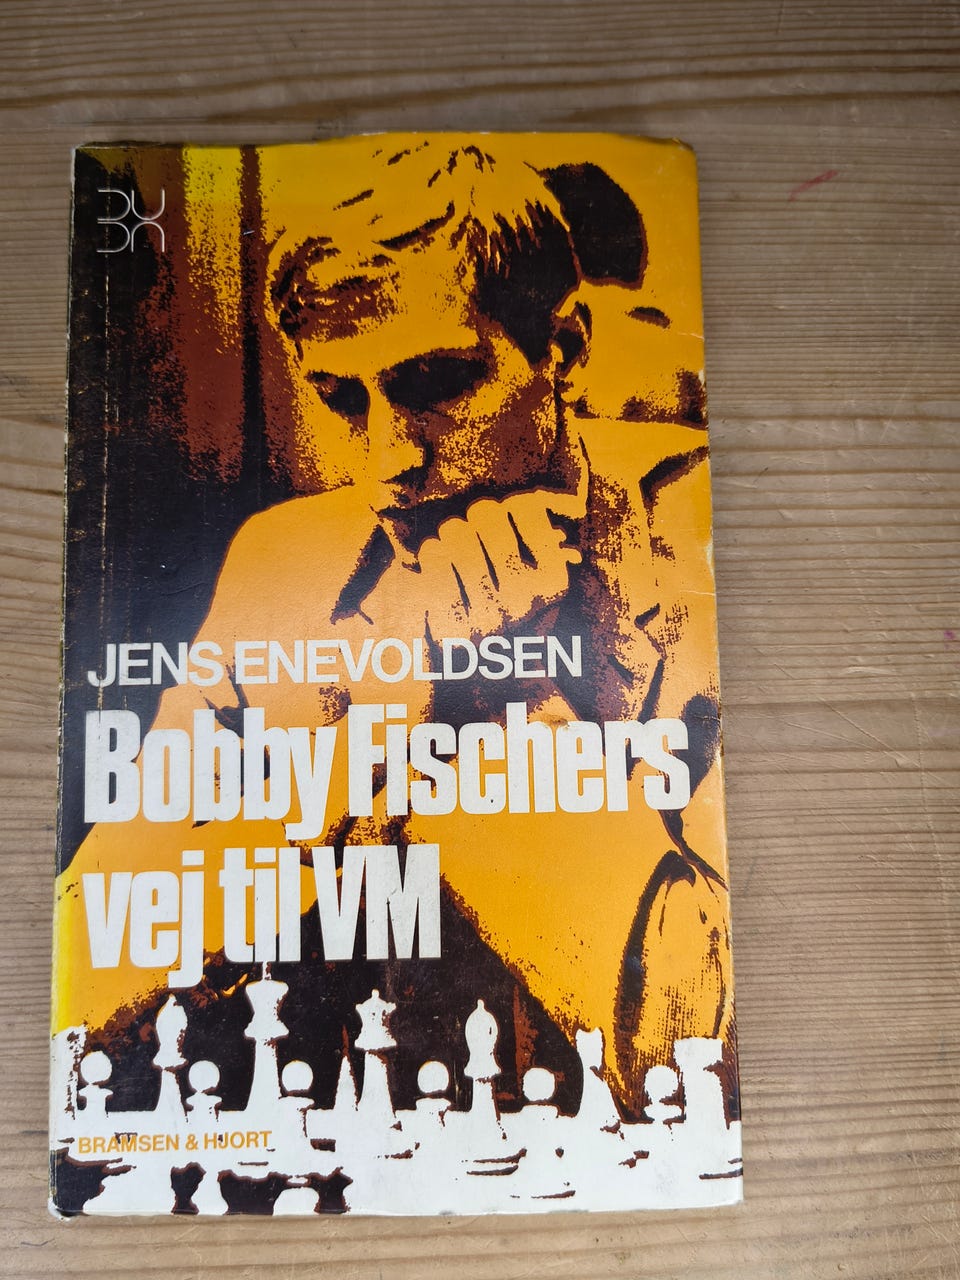 JENS ENEVOLDSEN
Bobby Fischers
vej til VM
BRAMSEN & HJORT